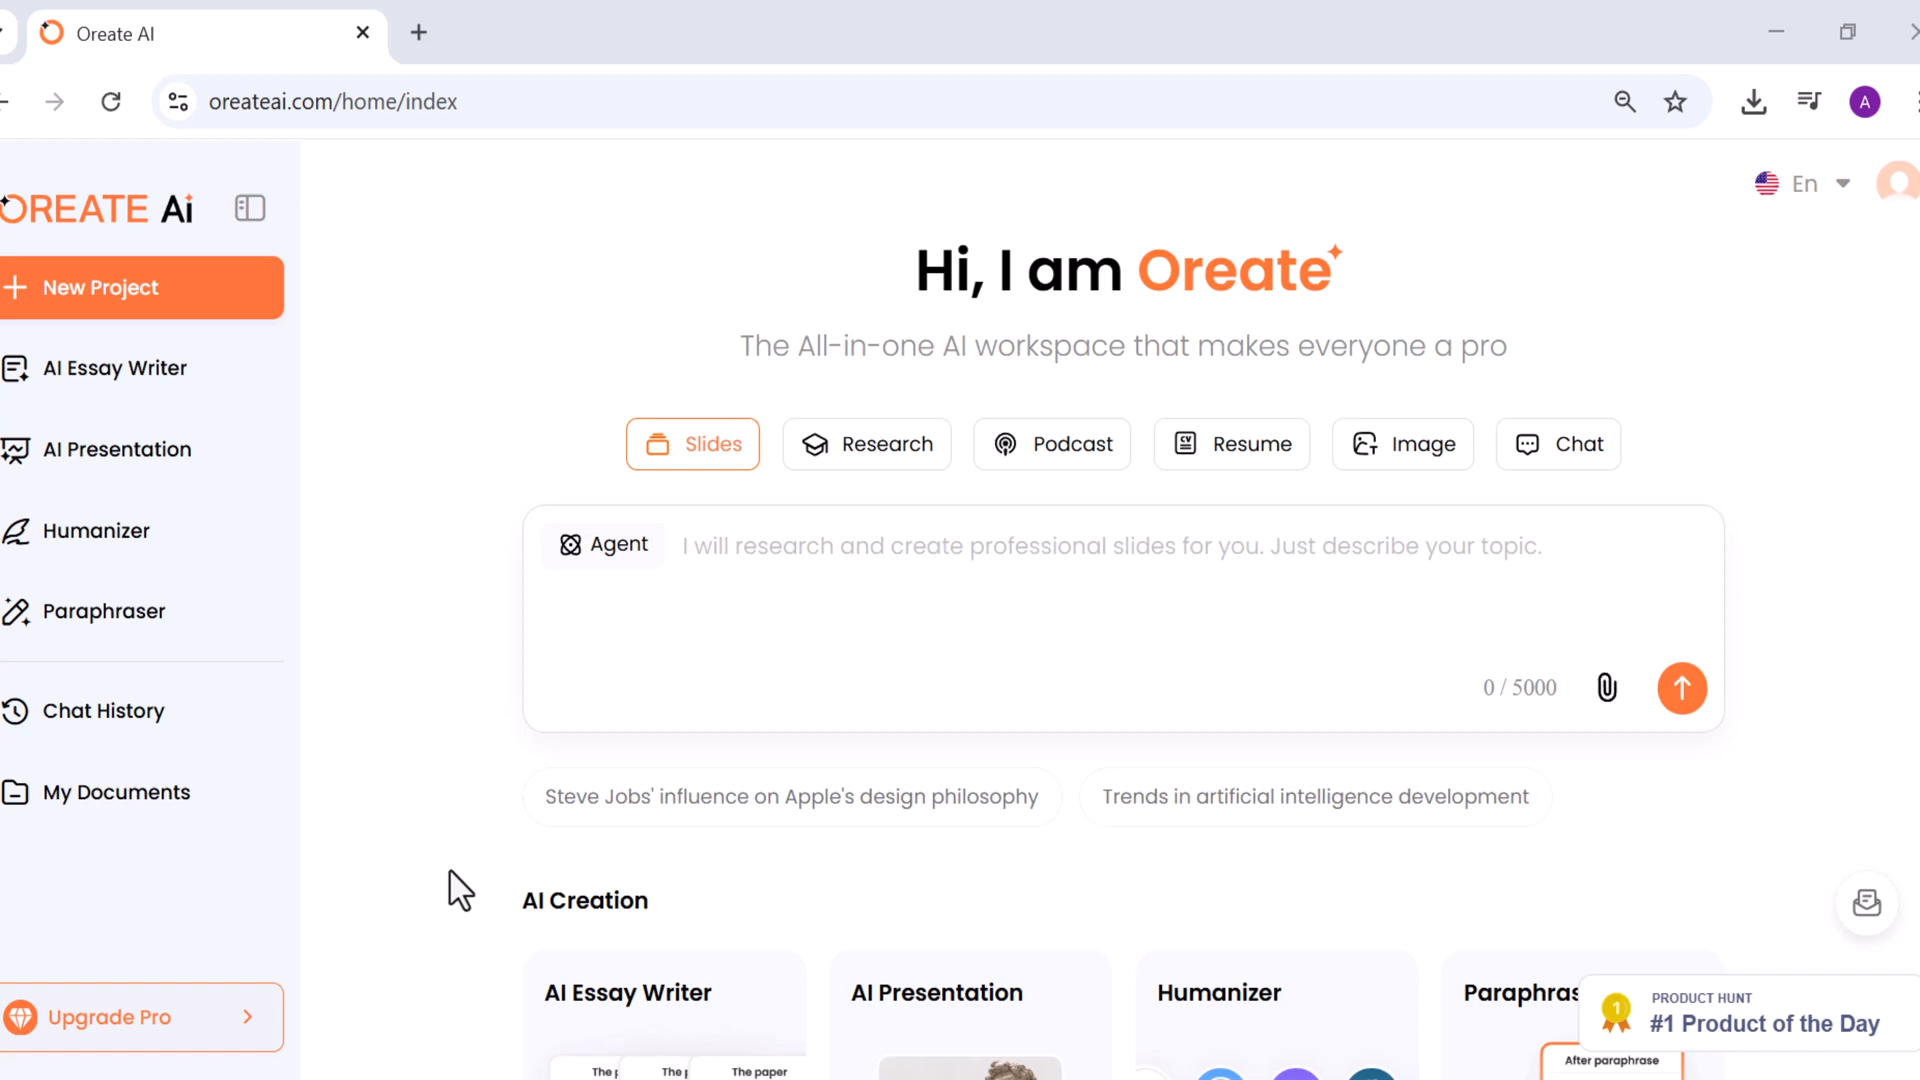 Oreate AI
oreateai.com/home/index
A
OREATE Ai
En
New Project
AI Essay Writer
AI Presentation
Humanizer
Paraphraser
Chat History
My Documents
Upgrade Pro
Hi, I am Oreate
The All-in-one AI workspace that makes everyone a pro
Slides
Research
Podcast
CV
Resume
Image
Chat
Agent
I will research and create professional slides for you. Just describe your topic.
0 / 5000
Steve Jobs' influence on Apple's design philosophy
Trends in artificial intelligence development
AI Creation
AI Essay Writer
AI Presentation
Humanizer
Paraphras
The p
The p
The paper
After paraphrase
1
PRODUCT HUNT
#1 Product of the Day